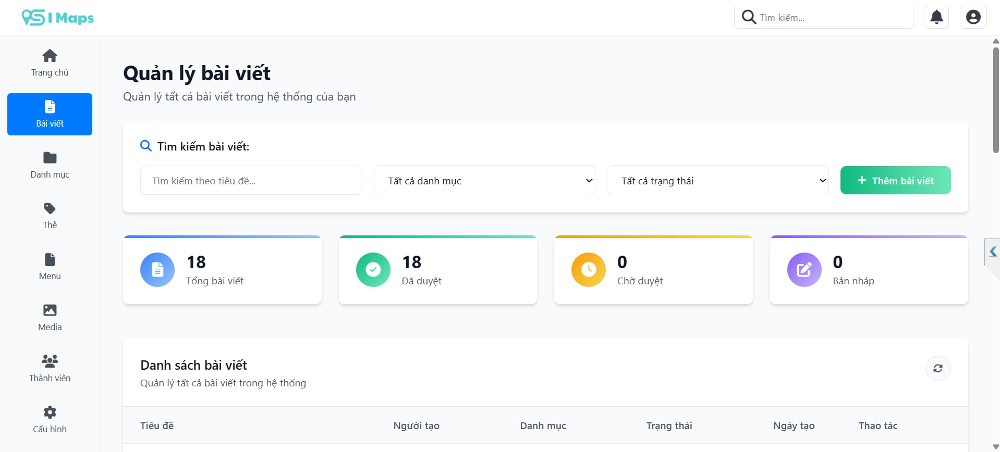 SI Maps
Tìm kiếm...
Trang chủ
Bài viết
Danh mục
Thẻ
Menu
Media
Thành viên
Cấu hình
Quản lý bài viết
Quản lý tất cả bài viết trong hệ thống của bạn
Tìm kiếm bài viết:
Tìm kiếm theo tiêu đề...
Tất cả danh mục
Tất cả trạng thái
+ Thêm bài viết
18
Tổng bài viết
18
Đã duyệt
0
Chờ duyệt
0
Bản nháp
Danh sách bài viết
Quản lý tất cả bài viết trong hệ thống
Tiêu đề Người tạo Danh mục Trạng thái Ngày tạo Thao tác